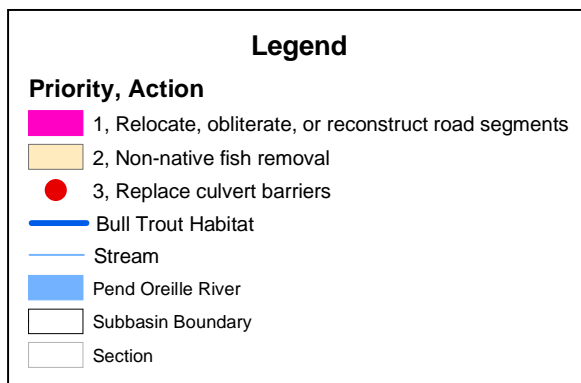 Legend
Priority, Action
1, Relocate, obliterate, or reconstruct road segments
2, Non-native fish removal
3, Replace culvert barriers
Bull Trout Habitat
Stream
Pend Oreille River
Subbasin Boundary
Section